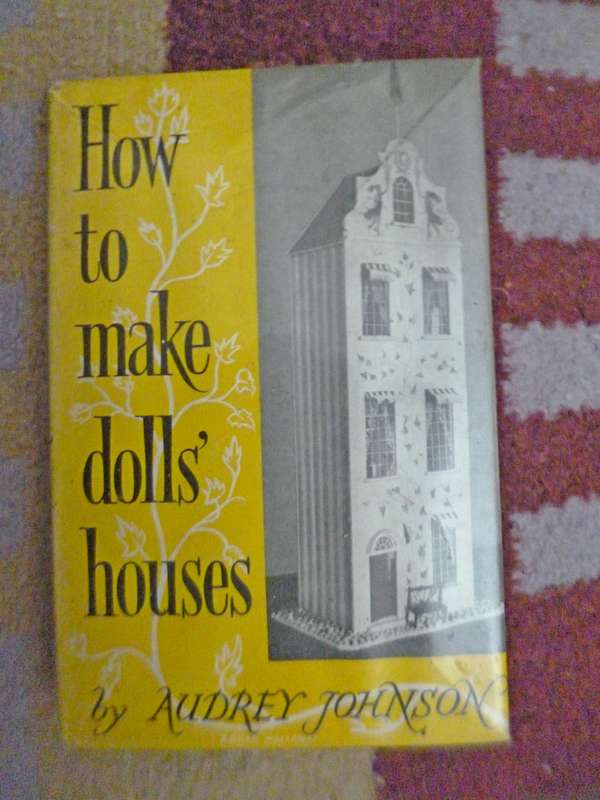 How
to
make
dolls'
houses
by AUDREY JOHNSON